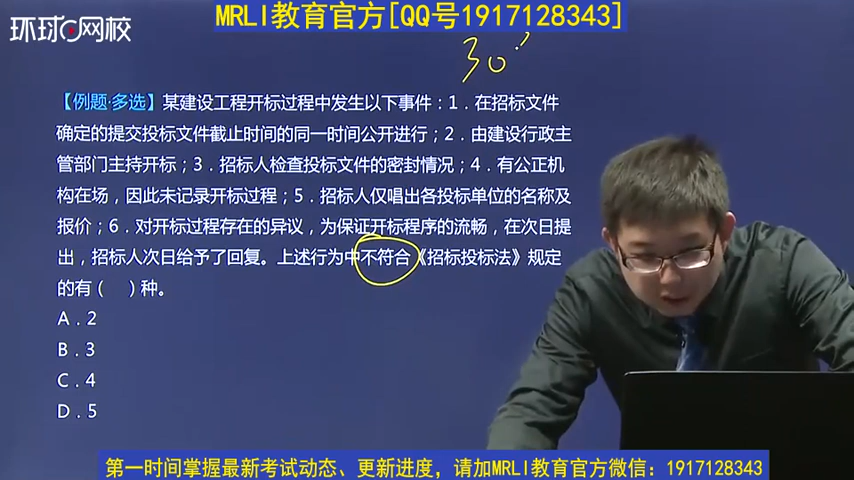 MRLI教育官方[QQ号1917128343]
环球网校
30?
【例题·多选】某建设工程开标过程中发生以下事件：1．在招标文件
确定的提交投标文件截止时间的同一时间公开进行；2．由建设行政主
管部门主持开标；3．招标人检查投标文件的密封情况；4．有公正机
构在场，因此未记录开标过程；5．招标人仅唱出各投标单位的名称及
报价；6．对开标过程存在的异议，为保证开标程序的流畅，在次日提
出，招标人次日给予了回复。上述行为中不符合《招标投标法》规定
的有（　）种。
A．2
B．3
C．4
D．5
第一时间掌握最新考试动态、更新进度，请加MRLI教育官方微信：1917128343